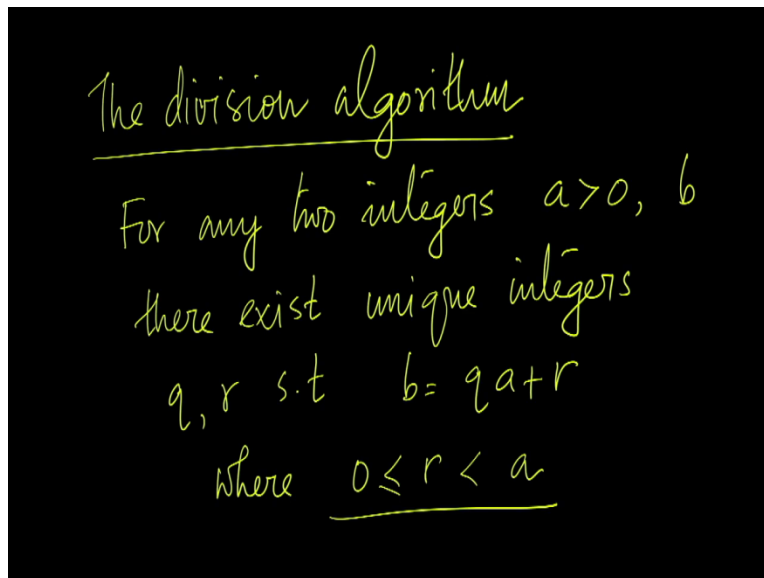 The division algorithm
For any two integers a>0, b
there exist unique integers
q, r s.t b= qa+r
where 0≤r<a